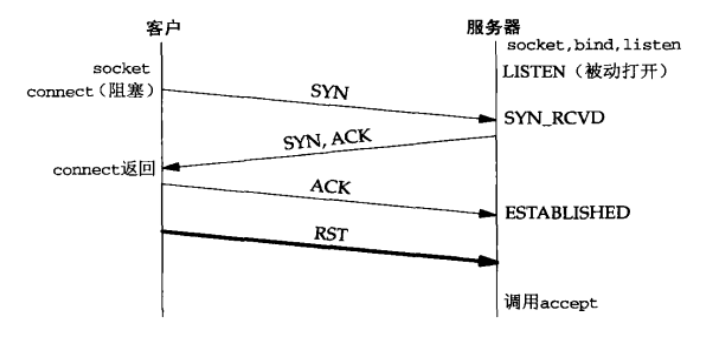 客户
服务器
socket,bind,listen
LISTEN（被动打开）
socket
connect（阻塞）
SYN
SYN_RCVD
SYN, ACK
connect返回
ACK
ESTABLISHED
RST
调用accept